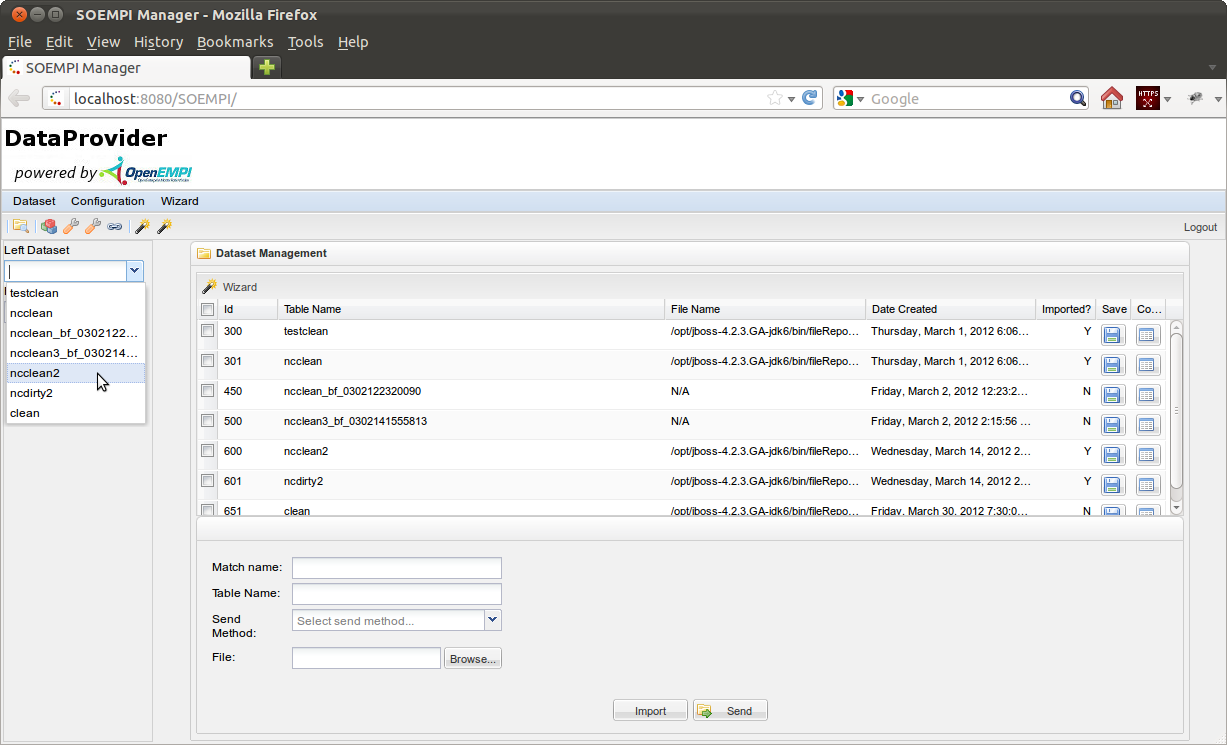 SOEMPI Manager - Mozilla Firefox
File Edit View History Bookmarks Tools Help
SOEMPI Manager
localhost:8080/SOEMPI/
Google
HTTPS
DataProvider
powered by OpenEMPI
Dataset Configuration Wizard
Logout
Left Dataset
testclean
ncclean
ncclean_bf_0302122...
ncclean3_bf_030214...
ncclean2
ncdirty2
clean
Dataset Management
Wizard
Id Table Name File Name Date Created Imported? Save Co...
300 testclean /opt/jboss-4.2.3.GA-jdk6/bin/fileRepo... Thursday, March 1, 2012 6:06... Y
301 ncclean /opt/jboss-4.2.3.GA-jdk6/bin/fileRepo... Thursday, March 1, 2012 6:06... Y
450 ncclean_bf_0302122320090 N/A Friday, March 2, 2012 12:23:2... N
500 ncclean3_bf_0302141555813 N/A Friday, March 2, 2012 2:15:56 ... N
600 ncclean2 /opt/jboss-4.2.3.GA-jdk6/bin/fileRepo... Wednesday, March 14, 2012 2... Y
601 ncdirty2 /opt/jboss-4.2.3.GA-jdk6/bin/fileRepo... Wednesday, March 14, 2012 2... Y
651 clean /opt/jboss-4.2.3.GA-jdk6/bin/fileRepo... Friday, March 30, 2012 7:30:0... N
Match name:
Table Name:
Send
Method:
Select send method...
File:
Browse...
Import
Send